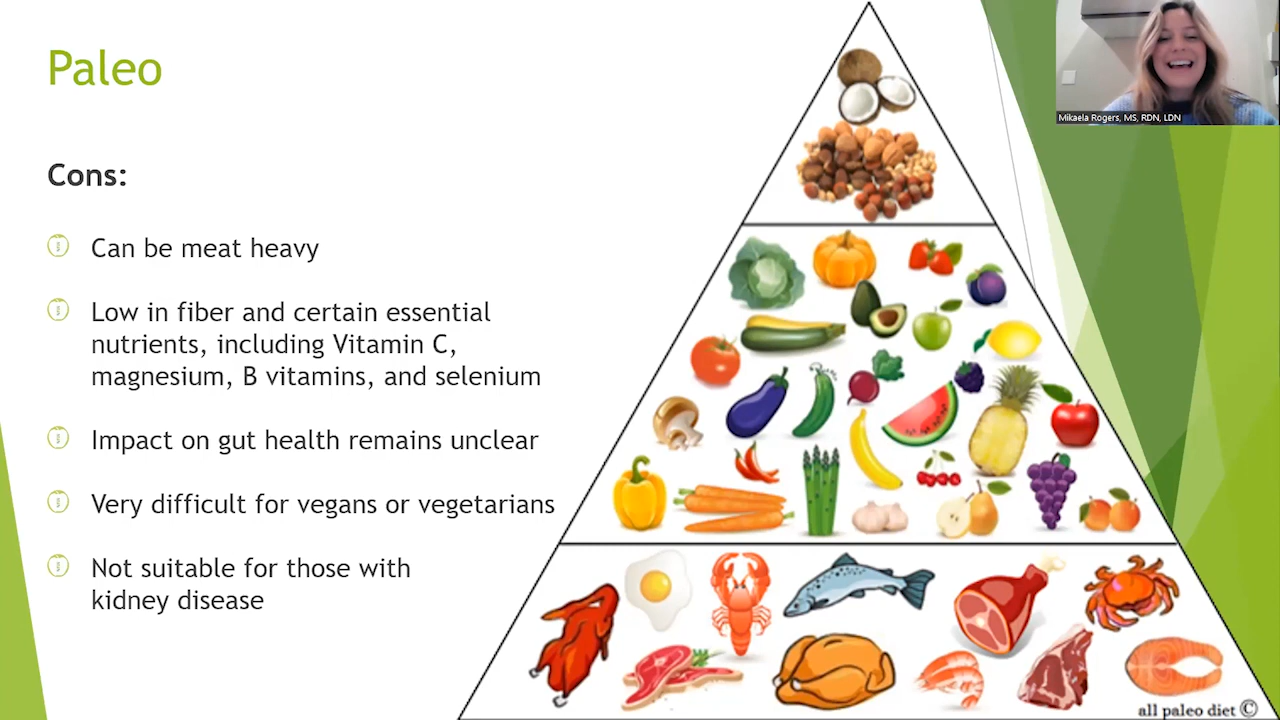 Paleo
Cons:
Can be meat heavy
Low in fiber and certain essential
nutrients, including Vitamin C,
magnesium, B vitamins, and selenium
Impact on gut health remains unclear
Very difficult for vegans or vegetarians
Not suitable for those with
kidney disease
Mikaela Rogers, MS, RDN, LDN
all paleo diet ©